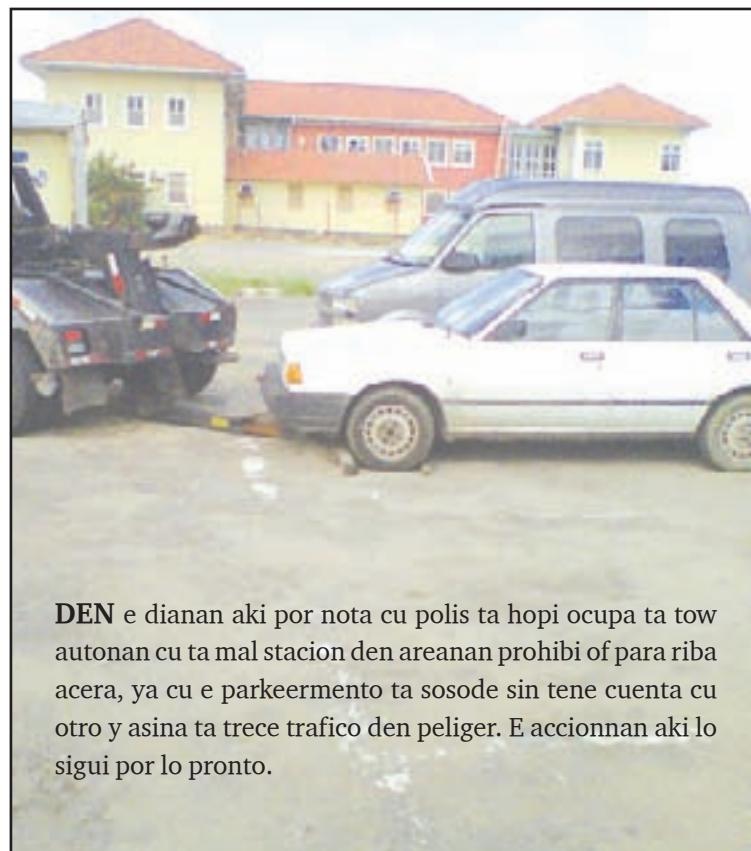 DEN e dianan aki por nota cu polis ta hopi ocupa ta tow
autonan cu ta mal stacion den areanan prohibi of para riba
acera, ya cu e parkeermento ta sosode sin tene cuenta cu
otro y asina ta trece trafico den peliger. E accionnan aki lo
sigui por lo pronto.